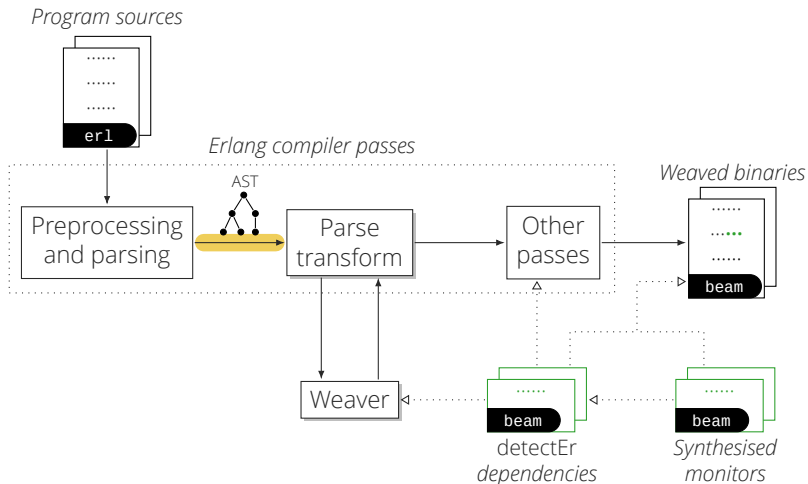 Program sources
......
......
......
erl
Erlang compiler passes
AST
Weaved binaries
......
......
......
beam
Preprocessing
and parsing
Parse
transform
Other
passes
Weaver
......
beam
detectEr
dependencies
......
beam
Synthesised
monitors